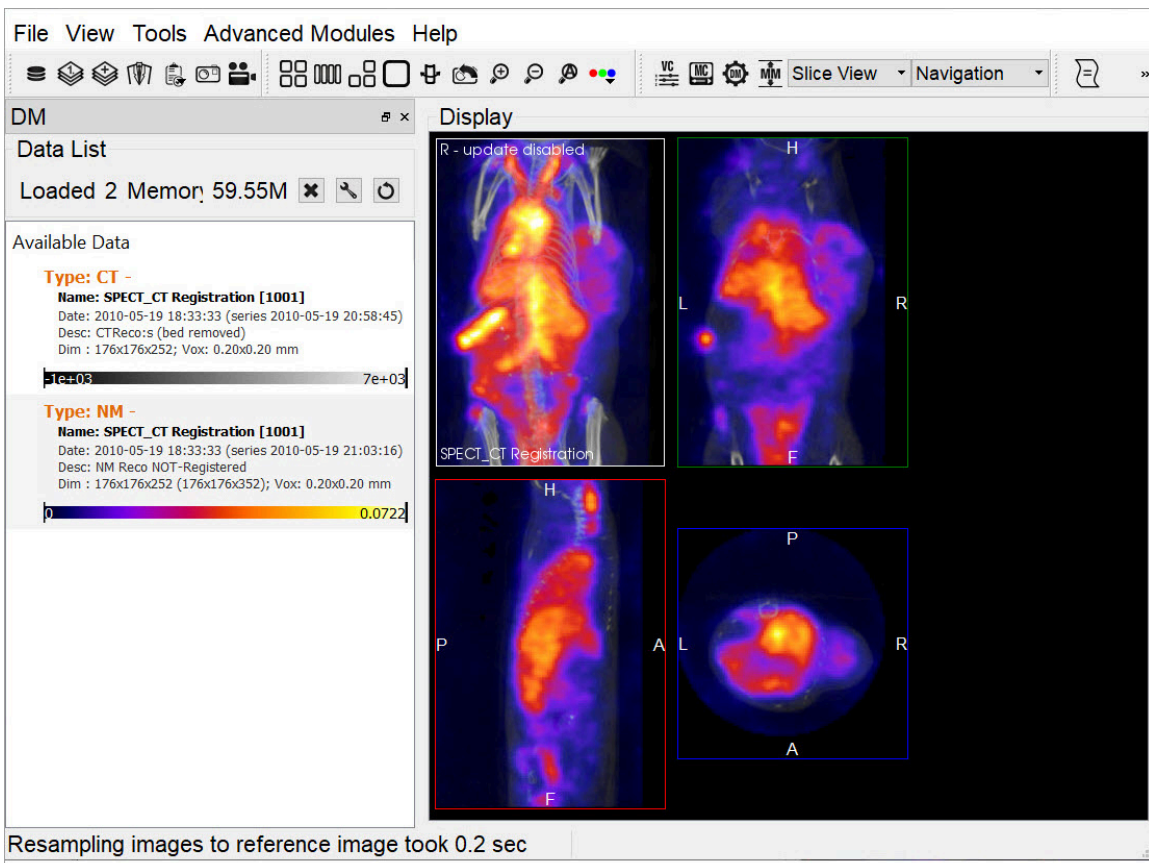 File View Tools Advanced Modules Help
VC MC DM MM Slice View Navigation »
DM
Display
Data List
Loaded 2 Memory 59.55M
Available Data
Type: CT -
Name: SPECT_CT Registration [1001]
Date: 2010-05-19 18:33:33 (series 2010-05-19 20:58:45)
Desc: CTReco:s (bed removed)
Dim : 176x176x252; Vox: 0.20x0.20 mm
-1e+03 7e+03
Type: NM -
Name: SPECT_CT Registration [1001]
Date: 2010-05-19 18:33:33 (series 2010-05-19 21:03:16)
Desc: NM Reco NOT-Registered
Dim : 176x176x252 (176x176x352); Vox: 0.20x0.20 mm
0 0.0722
R - update disabled
SPECT_CT Registration
H
L R
F
H
P A
F
P
L R
A
Resampling images to reference image took 0.2 sec